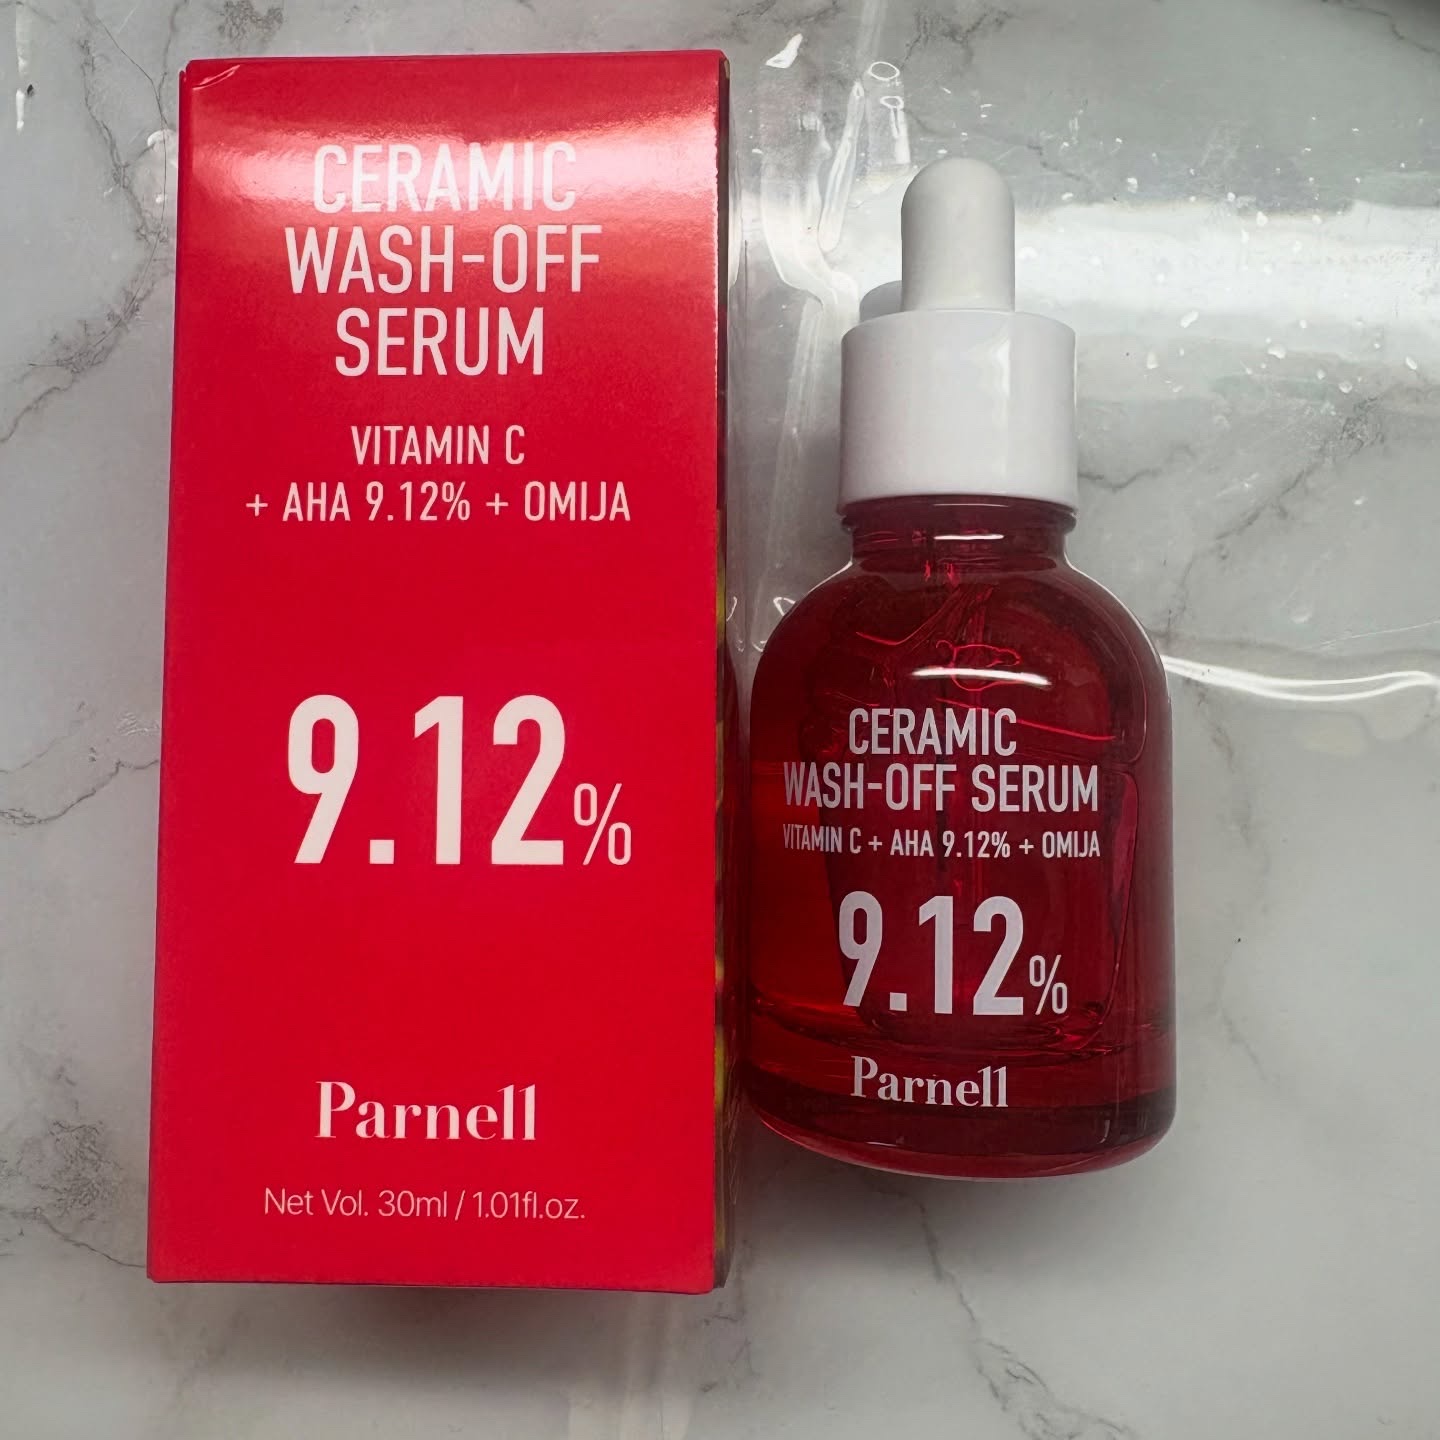 CERAMIC
WASH-OFF
SERUM
VITAMIN C
+ AHA 9.12% + OMIJA
9.12%
Parnell
Net Vol. 30ml / 1.01fl.oz.
CERAMIC
WASH-OFF SERUM
VITAMIN C + AHA 9.12% + OMIJA
9.12%
Parnell